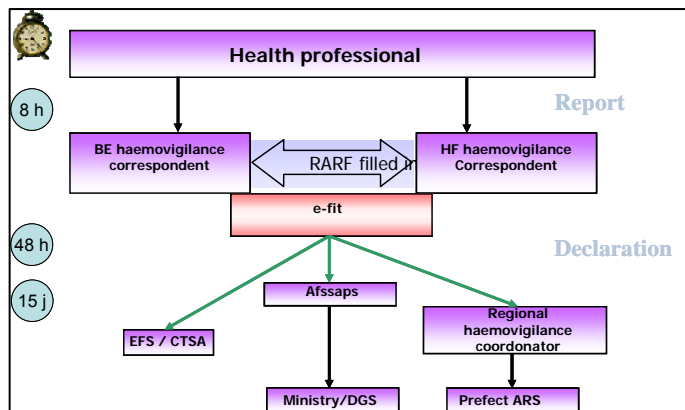 Health professional
8 h
Report
BE haemovigilance
correspondent
RARF filled in
HF haemovigilance
Correspondent
e-fit
48 h
Declaration
15 j
Afssaps
EFS / CTSA
Regional
haemovigilance
coordonator
Ministry/DGS
Prefect ARS